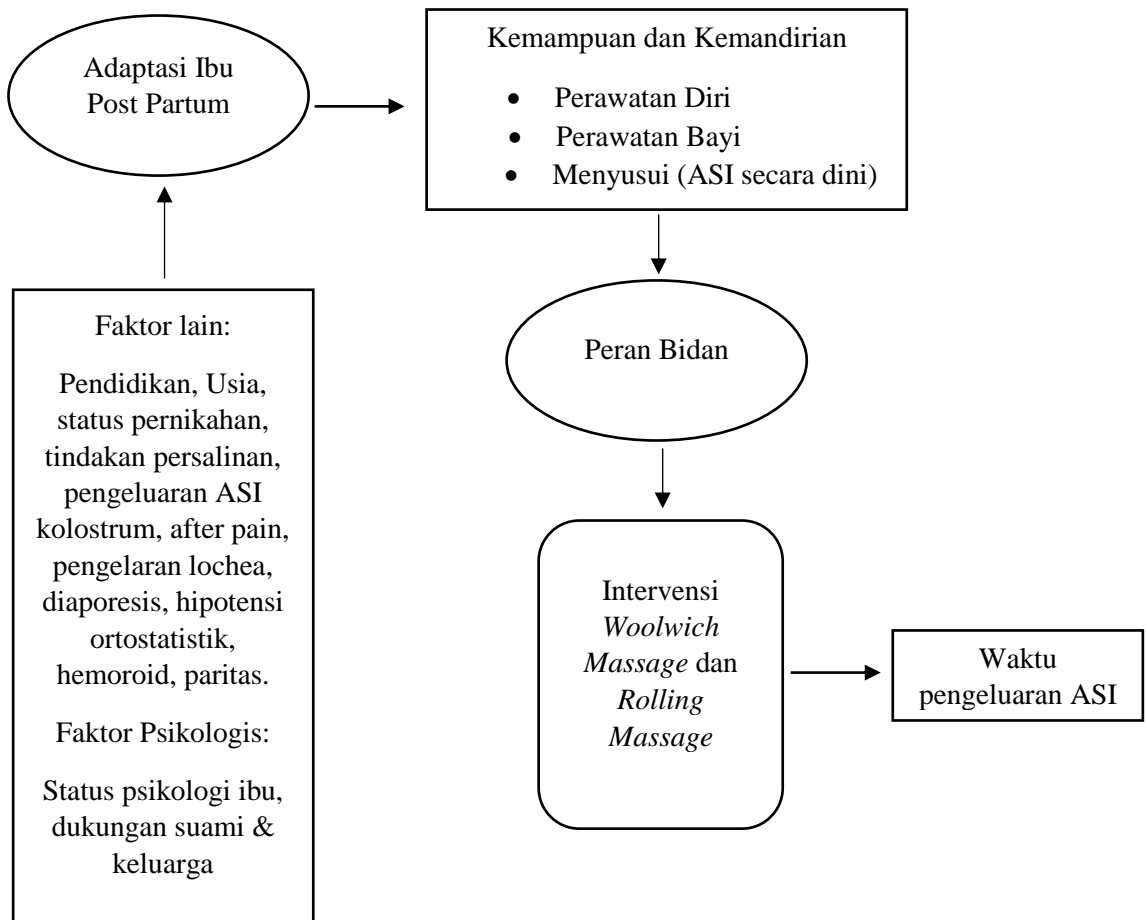 Adaptasi Ibu
Post Partum
Kemampuan dan Kemandirian
• Perawatan Diri
• Perawatan Bayi
• Menyusui (ASI secara dini)
Faktor lain:
Pendidikan, Usia,
status pernikahan,
tindakan persalinan,
pengeluaran ASI
kolostrum, after pain,
pengelaran lochea,
diaporesis, hipotensi
ortostatistik,
hemoroid, paritas.
Faktor Psikologis:
Status psikologi ibu,
dukungan suami &
keluarga
Peran Bidan
Intervensi
Woolwich
Massage dan
Rolling
Massage
Waktu
pengeluaran ASI